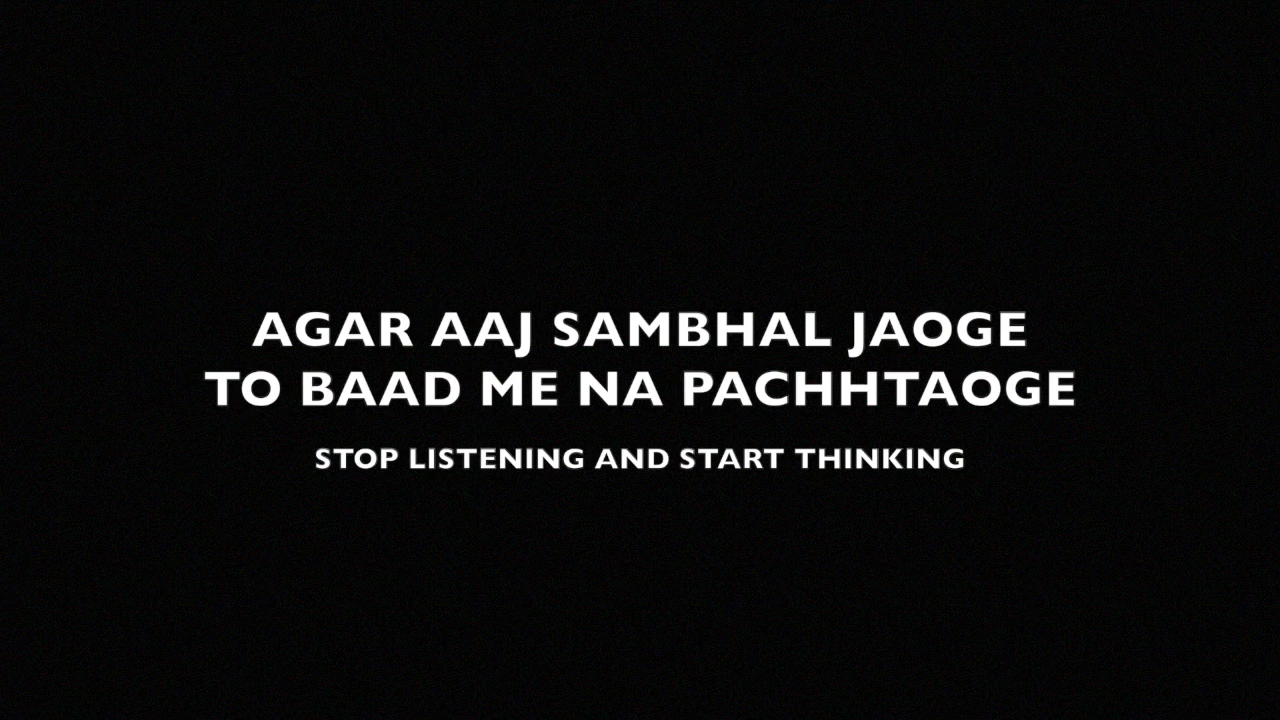 AGAR AAJ SAMBHAL JAOGE
TO BAAD ME NA PACHHTAOGE
STOP LISTENING AND START THINKING